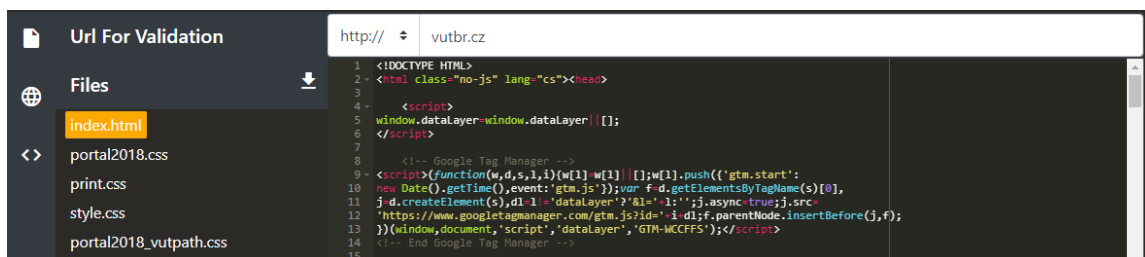 Url For Validation
http://
vutbr.cz
Files
index.html
portal2018.css
print.css
style.css
portal2018_vutpath.css
1 <!DOCTYPE HTML>
2 <html class="no-js" lang="cs"><head>
3
4 <script>
5 window.dataLayer=window.dataLayer||[];
6 </script>
7
8 <!-- Google Tag Manager -->
9 <script>(function(w,d,s,l,i){w[l]=w[l]||[];w[l].push({'gtm.start':
10 new Date().getTime(),event:'gtm.js'});var f=d.getElementsByTagName(s)[0],
11 j=d.createElement(s),dl=l!='dataLayer'?'&l='+l:'';j.async=true;j.src=
12 'https://www.googletagmanager.com/gtm.js?id='+i+dl;f.parentNode.insertBefore(j,f);
13 })(window,document,'script','dataLayer','GTM-WCCFFS');</script>
14 <!-- End Google Tag Manager -->
15